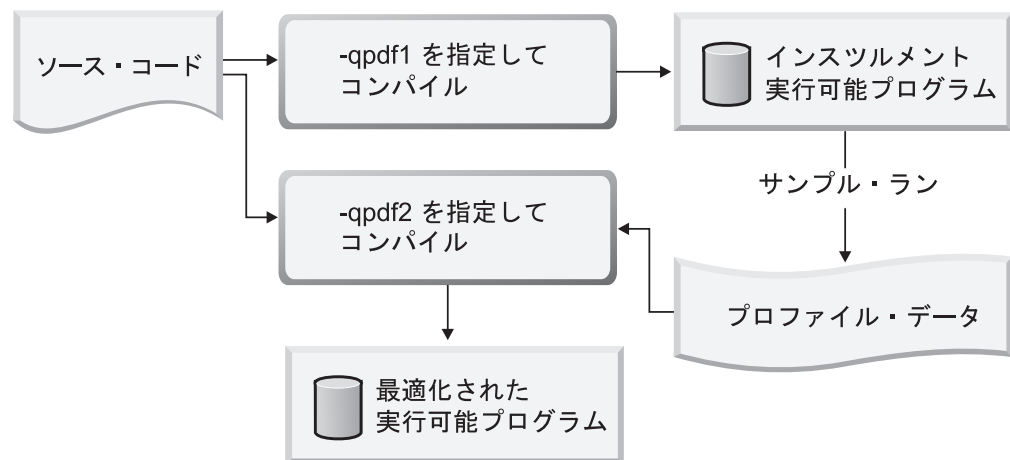 ソース・コード
-qpdf1 を指定して
コンパイル
インスツルメント
実行可能プログラム
サンプル・ラン
-qpdf2 を指定して
コンパイル
プロファイル・データ
最適化された
実行可能プログラム